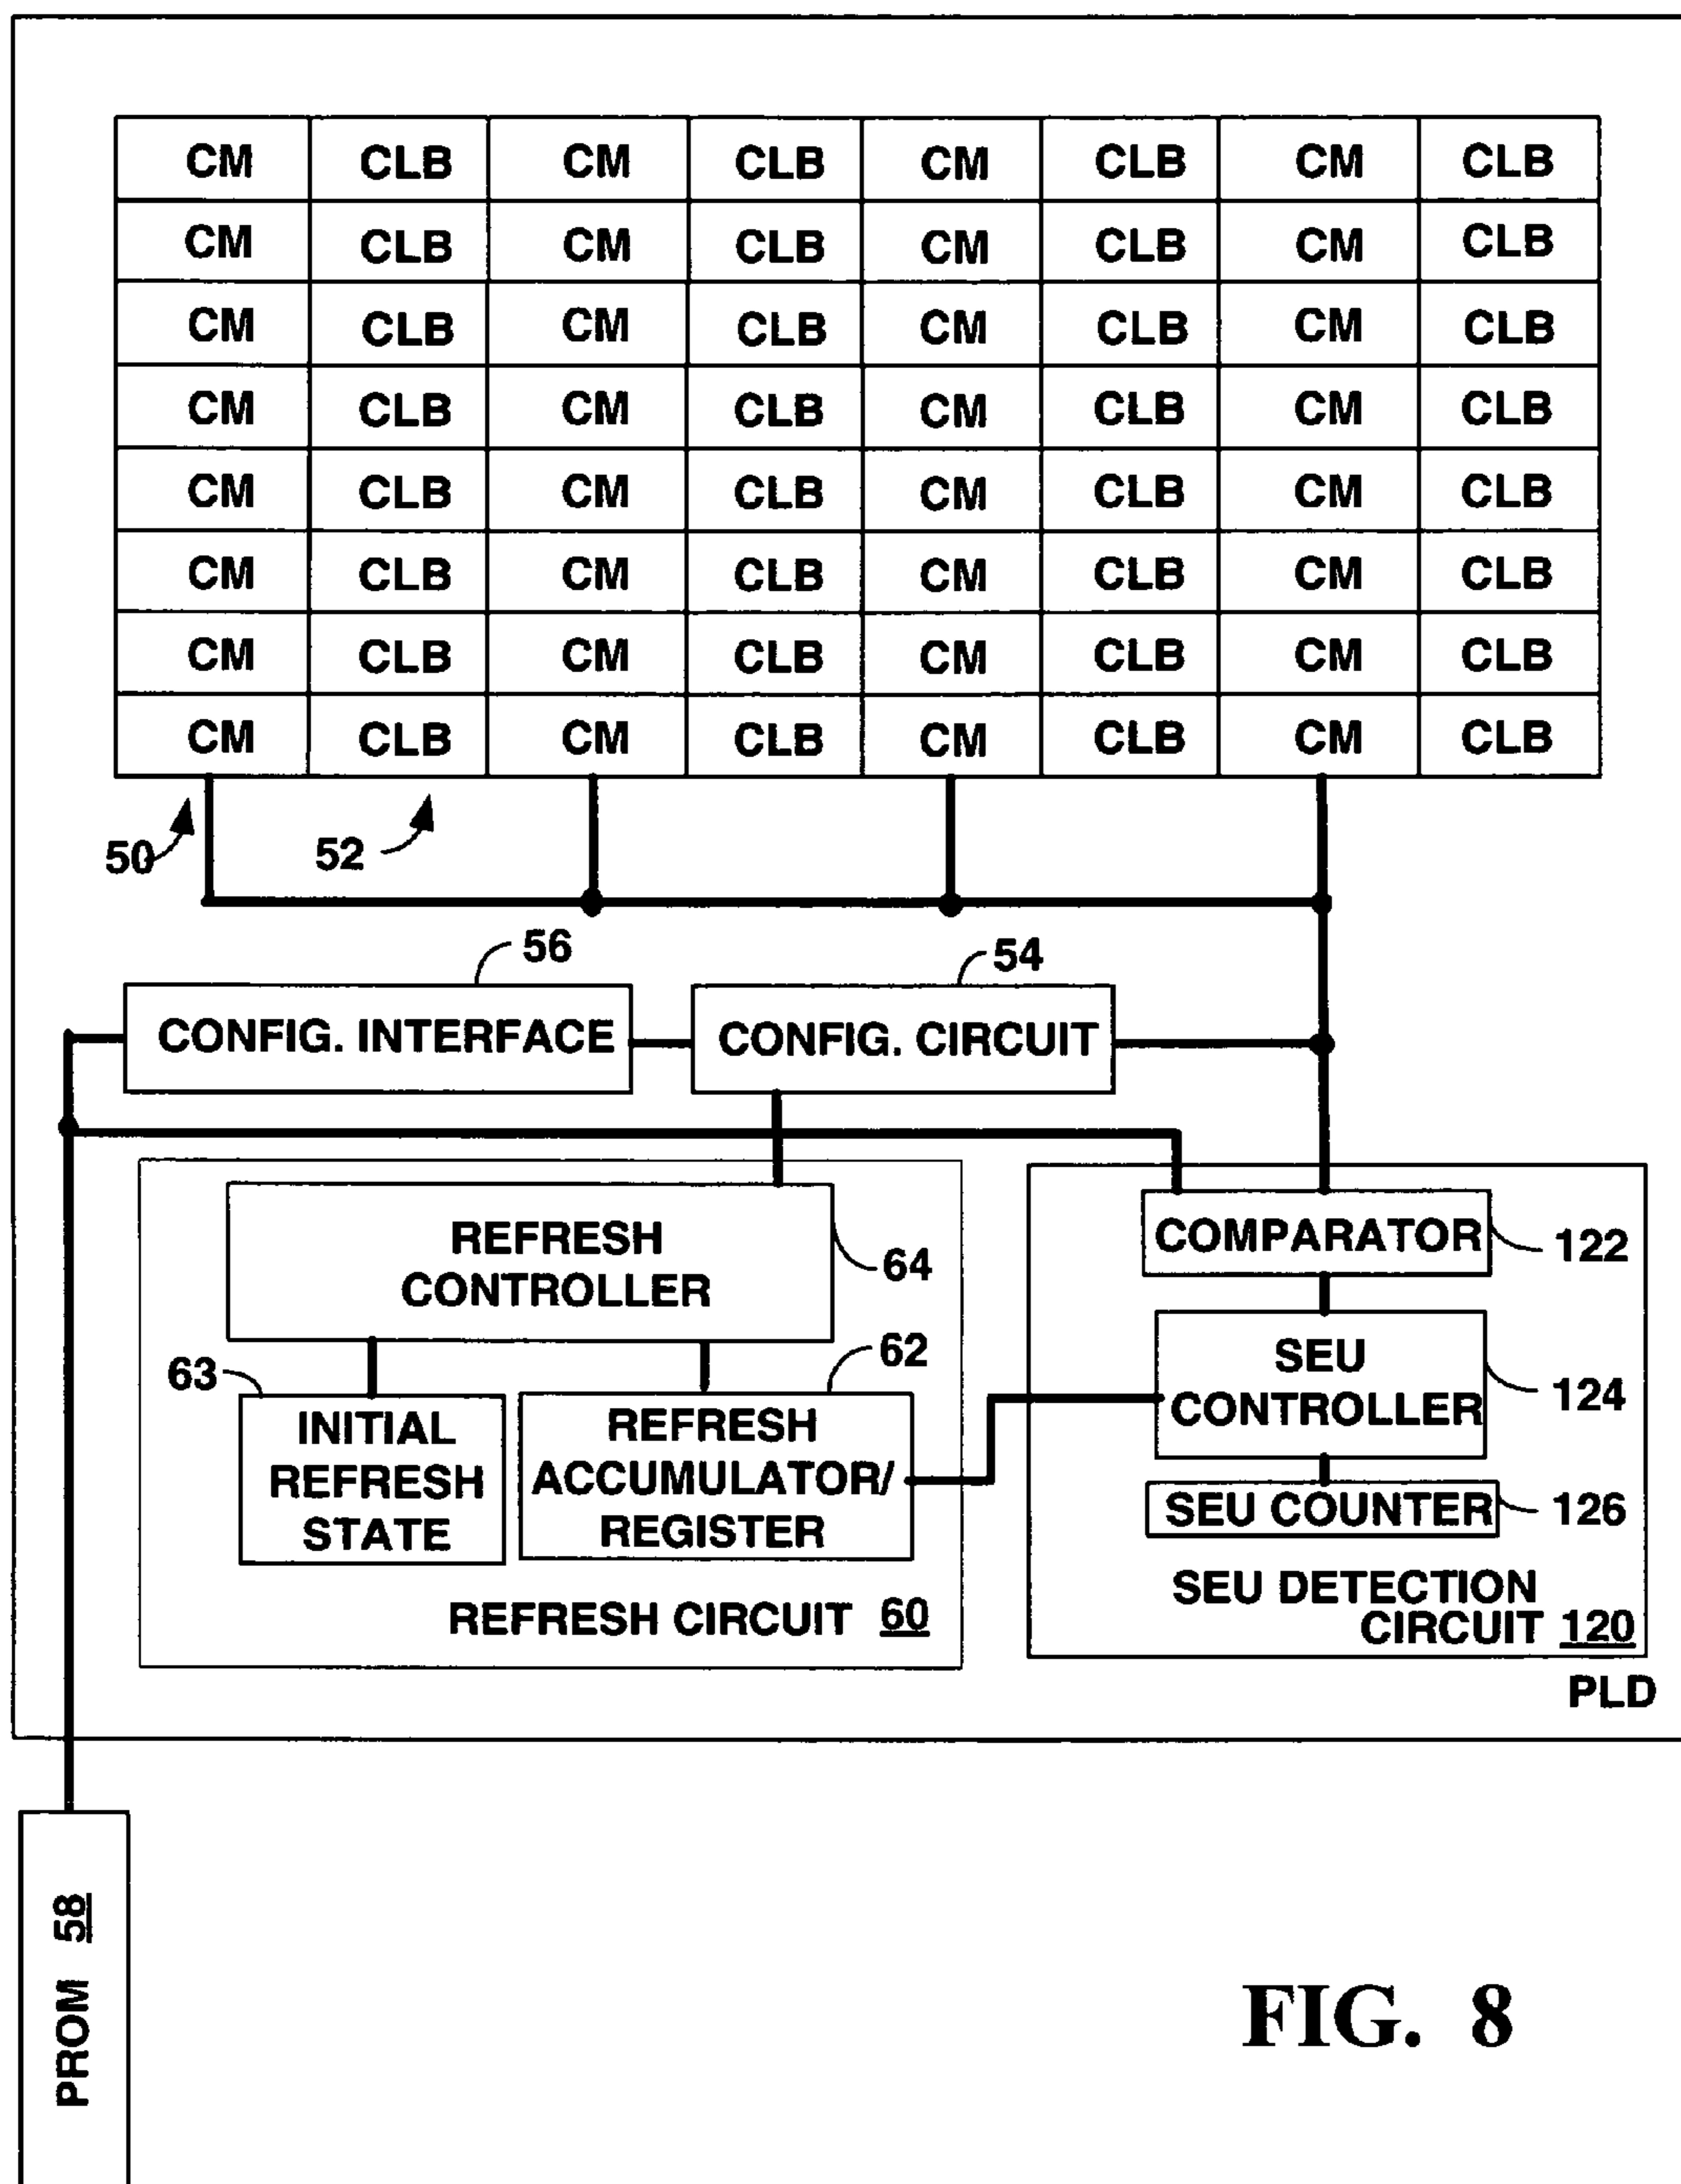 CM CLB CM CLB CM CLB CM CLB
CM CLB CM CLB CM CLB CM CLB
CM CLB CM CLB CM CLB CM CLB
CM CLB CM CLB CM CLB CM CLB
CM CLB CM CLB CM CLB CM CLB
CM CLB CM CLB CM CLB CM CLB
CM CLB CM CLB CM CLB CM CLB
CM CLB CM CLB CM CLB CM CLB
50
52
56
54
CONFIG. INTERFACE
CONFIG. CIRCUIT
REFRESH
CONTROLLER
64
COMPARATOR
122
63
62
SEU
CONTROLLER
124
INITIAL
REFRESH
STATE
REFRESH
ACCUMULATOR/
REGISTER
SEU COUNTER
126
REFRESH CIRCUIT 60
SEU DETECTION
CIRCUIT 120
PLD
PROM 58
FIG. 8